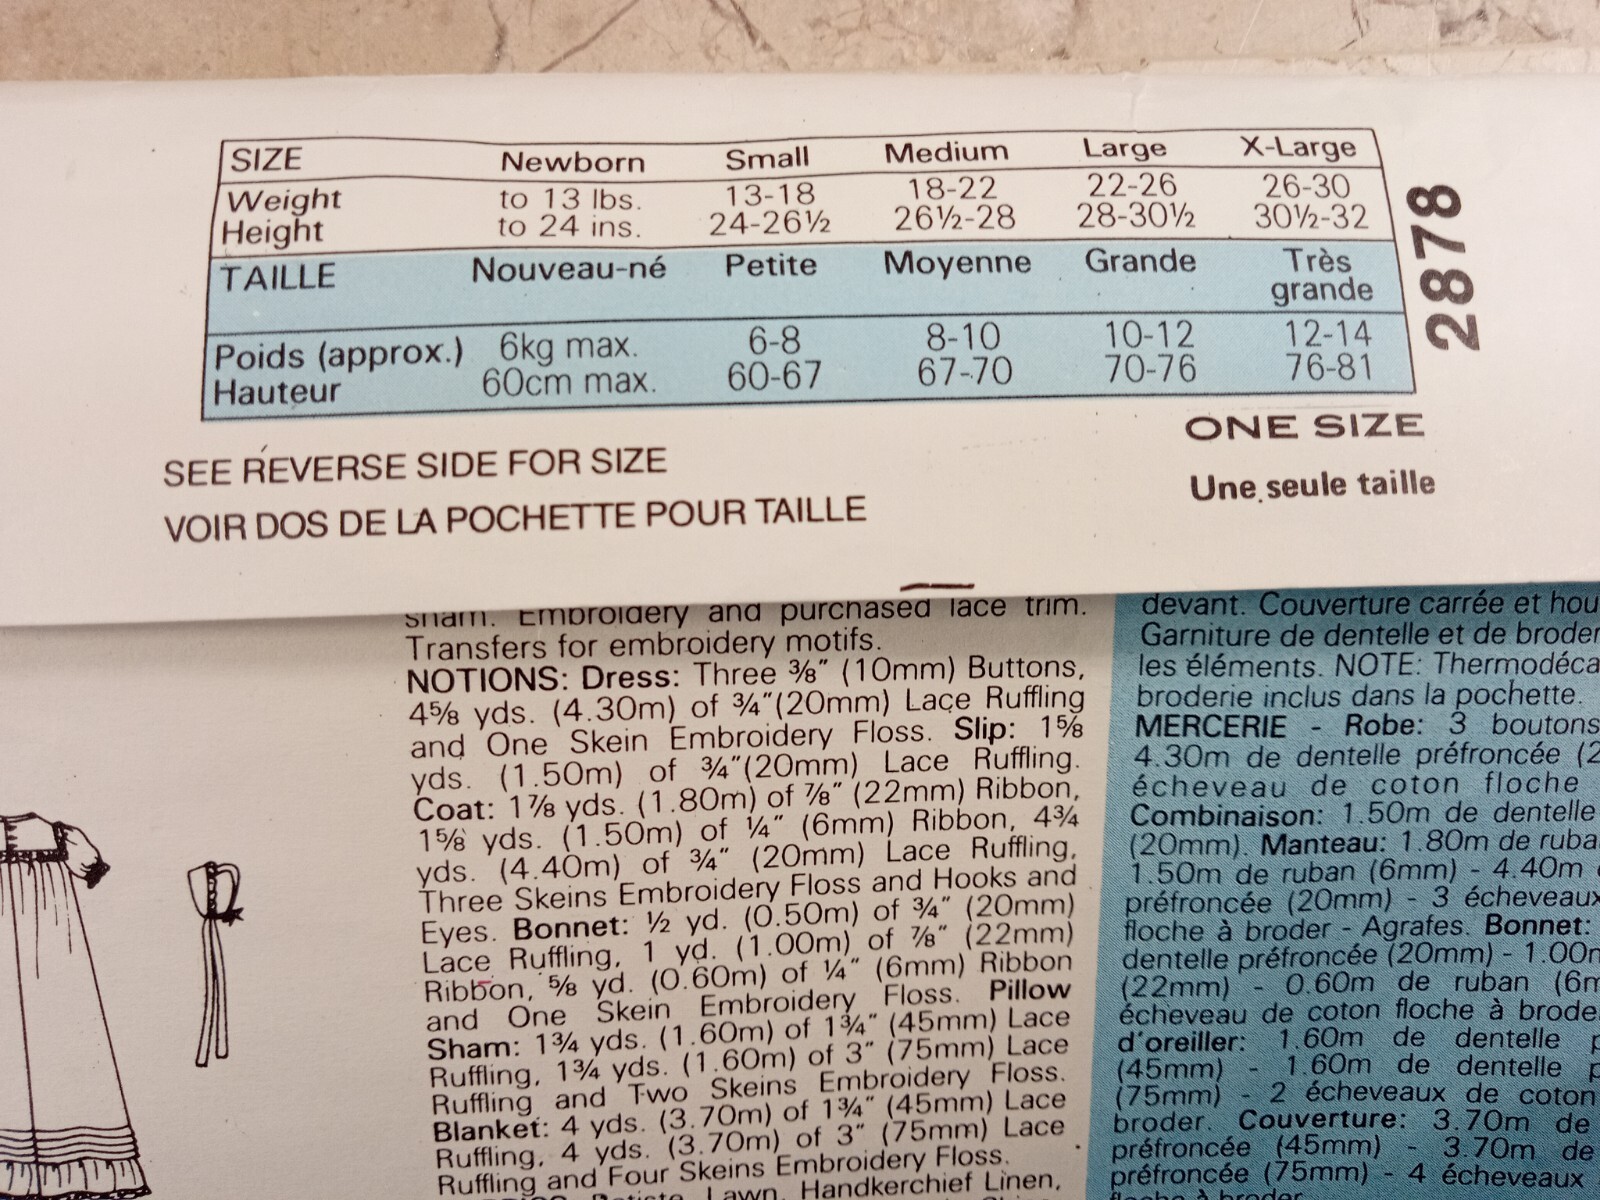 SIZE Newborn Small Medium Large X-Large
Weight to 13 lbs. 13-18 18-22 22-26 26-30
Height to 24 ins. 24-26½ 26½-28 28-30½ 30½-32
TAILLE Nouveau-né Petite Moyenne Grande Très grande
Poids (approx.) 6kg max. 6-8 8-10 10-12 12-14
Hauteur 60cm max. 60-67 67-70 70-76 76-81
2878
ONE SIZE
Une seule taille
SEE REVERSE SIDE FOR SIZE
VOIR DOS DE LA POCHETTE POUR TAILLE
sham. Embroidery and purchased lace trim.
Transfers for embroidery motifs.
NOTIONS: Dress: Three ⅜" (10mm) Buttons,
4⅝ yds. (4.30m) of ¾"(20mm) Lace Ruffling
and One Skein Embroidery Floss. Slip: 1⅝
yds. (1.50m) of ¾"(20mm) Lace Ruffling.
Coat: 1⅞ yds. (1.80m) of ⅞" (22mm) Ribbon,
1⅝ yds. (1.50m) of ¼" (6mm) Ribbon, 4¾
yds. (4.40m) of ¾" (20mm) Lace Ruffling,
Three Skeins Embroidery Floss and Hooks and
Eyes. Bonnet: ½ yd. (0.50m) of ¾" (20mm)
Lace Ruffling, 1 yd. (1.00m) of ⅞" (22mm)
Ribbon, ⅝ yd. (0.60m) of ¼" (6mm) Ribbon
and One Skein Embroidery Floss. Pillow
Sham: 1¾ yds. (1.60m) of 1¾" (45mm) Lace
Ruffling, 1¾ yds. (1.60m) of 3" (75mm) Lace
Ruffling and Two Skeins Embroidery Floss.
Blanket: 4 yds. (3.70m) of 1¾" (45mm) Lace
Ruffling, 4 yds. (3.70m) of 3" (75mm) Lace
Ruffling and Four Skeins Embroidery Floss.
Batiste, Lawn, Handkerchief Linen,
devant. Couverture carrée et hou
Garniture de dentelle et de broder
les éléments. NOTE: Thermodéca
broderie inclus dans la pochette.
MERCERIE - Robe: 3 boutons
4.30m de dentelle préfroncée (2
écheveau de coton floche
Combinaison: 1.50m de dentelle
(20mm). Manteau: 1.80m de ruba
1.50m de ruban (6mm) - 4.40m
préfroncée (20mm) - 3 écheveaux
floche à broder - Agrafes. Bonnet:
dentelle préfroncée (20mm) - 1.00m
(22mm) - 0.60m de ruban (6m
écheveau de coton floche à brode
d'oreiller: 1.60m de dentelle p
(45mm) - 1.60m de dentelle p
(75mm) - 2 écheveaux de coton
broder. Couverture: 3.70m de
préfroncée (45mm) - 3.70m de
préfroncée (75mm) - 4 écheveaux
floche à broder